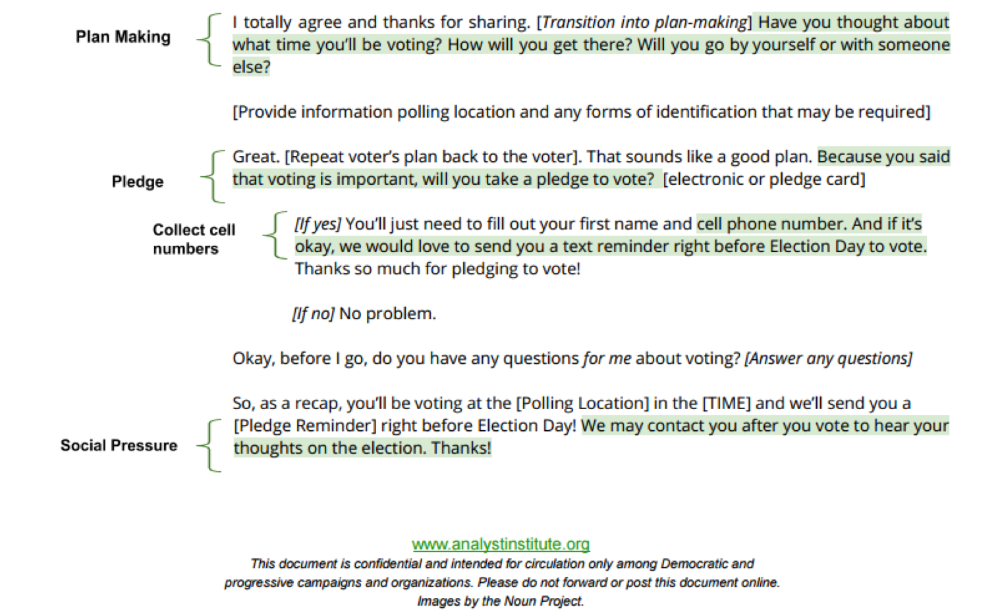 Plan Making
I totally agree and thanks for sharing. [Transition into plan-making] Have you thought about
what time you’ll be voting? How will you get there? Will you go by yourself or with someone
else?
[Provide information polling location and any forms of identification that may be required]
Pledge
Great. [Repeat voter’s plan back to the voter]. That sounds like a good plan. Because you said
that voting is important, will you take a pledge to vote? [electronic or pledge card]
Collect cell
numbers
[If yes] You’ll just need to fill out your first name and cell phone number. And if it’s
okay, we would love to send you a text reminder right before Election Day to vote.
Thanks so much for pledging to vote!
[If no] No problem.
Okay, before I go, do you have any questions for me about voting? [Answer any questions]
So, as a recap, you’ll be voting at the [Polling Location] in the [TIME] and we’ll send you a
[Pledge Reminder] right before Election Day! We may contact you after you vote to hear your
thoughts on the election. Thanks!
Social Pressure
www.analystinstitute.org
This document is confidential and intended for circulation only among Democratic and
progressive campaigns and organizations. Please do not forward or post this document online.
Images by the Noun Project.